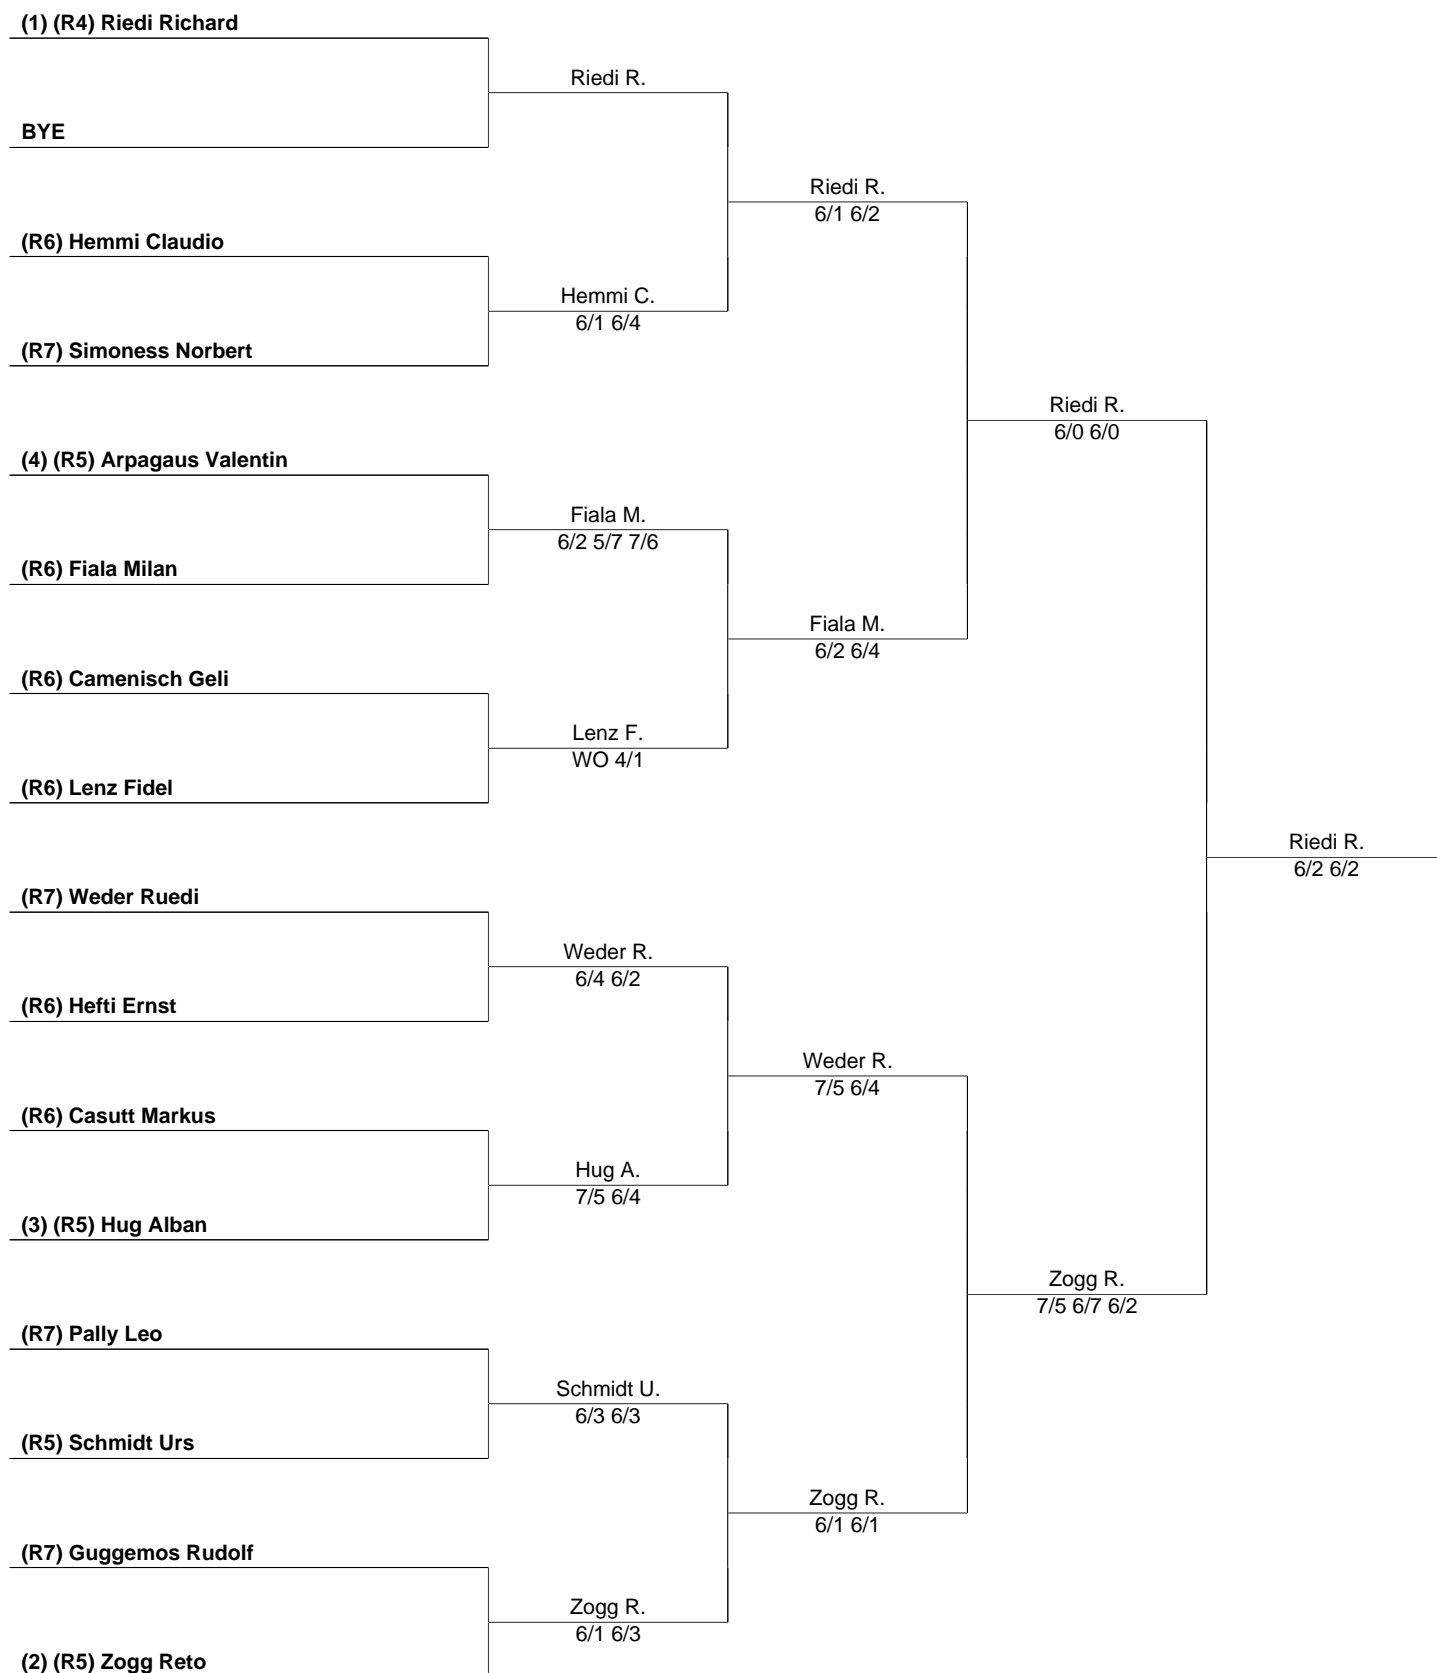 (1) (R4) Riedi Richard
Riedi R.
BYE
Riedi R.
6/1 6/2
(R6) Hemmi Claudio
Hemmi C.
6/1 6/4
(R7) Simoness Norbert
Riedi R.
6/0 6/0
(4) (R5) Arpagaus Valentin
Fiala M.
6/2 5/7 7/6
(R6) Fiala Milan
Fiala M.
6/2 6/4
(R6) Camenisch Geli
Lenz F.
WO 4/1
(R6) Lenz Fidel
Riedi R.
6/2 6/2
(R7) Weder Ruedi
Weder R.
6/4 6/2
(R6) Hefti Ernst
Weder R.
7/5 6/4
(R6) Casutt Markus
Hug A.
7/5 6/4
(3) (R5) Hug Alban
Zogg R.
7/5 6/7 6/2
(R7) Pally Leo
Schmidt U.
6/3 6/3
(R5) Schmidt Urs
Zogg R.
6/1 6/1
(R7) Guggemos Rudolf
Zogg R.
6/1 6/3
(2) (R5) Zogg Reto